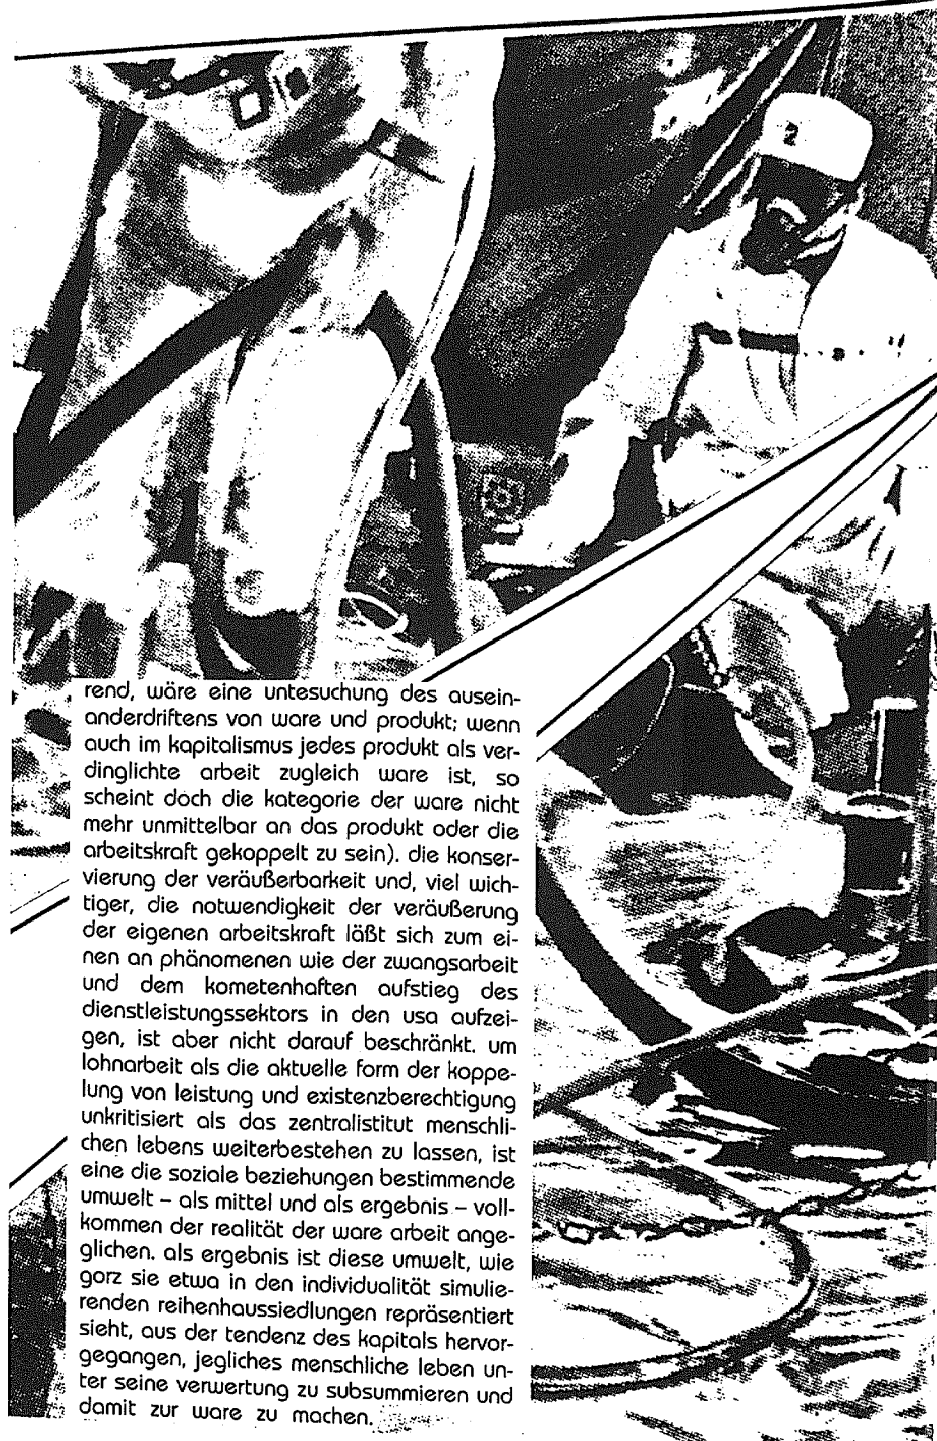 2
rend, wäre eine untesuchung des ausein-
anderdriftens von ware und produkt; wenn
auch im kapitalismus jedes produkt als ver-
dinglichte arbeit zugleich ware ist, so
scheint doch die kategorie der ware nicht
mehr unmittelbar an das produkt oder die
arbeitskraft gekoppelt zu sein). die konser-
vierung der veräußerbarkeit und, viel wich-
tiger, die notwendigkeit der veräußerung
der eigenen arbeitskraft läßt sich zum ei-
nen an phänomenen wie der zwangsarbeit
und dem kometenhaften aufstieg des
dienstleistungssektors in den usa aufzei-
gen, ist aber nicht darauf beschränkt. um
lohnarbeit als die aktuelle form der koppe-
lung von leistung und existenzberechtigung
unkritisiert als das zentralistitut menschli-
chen lebens weiterbestehen zu lassen, ist
eine die soziale beziehungen bestimmende
umwelt – als mittel und als ergebnis – voll-
kommen der realität der ware arbeit ange-
glichen. als ergebnis ist diese umwelt, wie
gorz sie etwa in den individualität simulie-
renden reihenhaussiedlungen repräsentiert
sieht, aus der tendenz des kapitals hervor-
gegangen, jegliches menschliche leben un-
ter seine verwertung zu subsummieren und
damit zur ware zu machen.